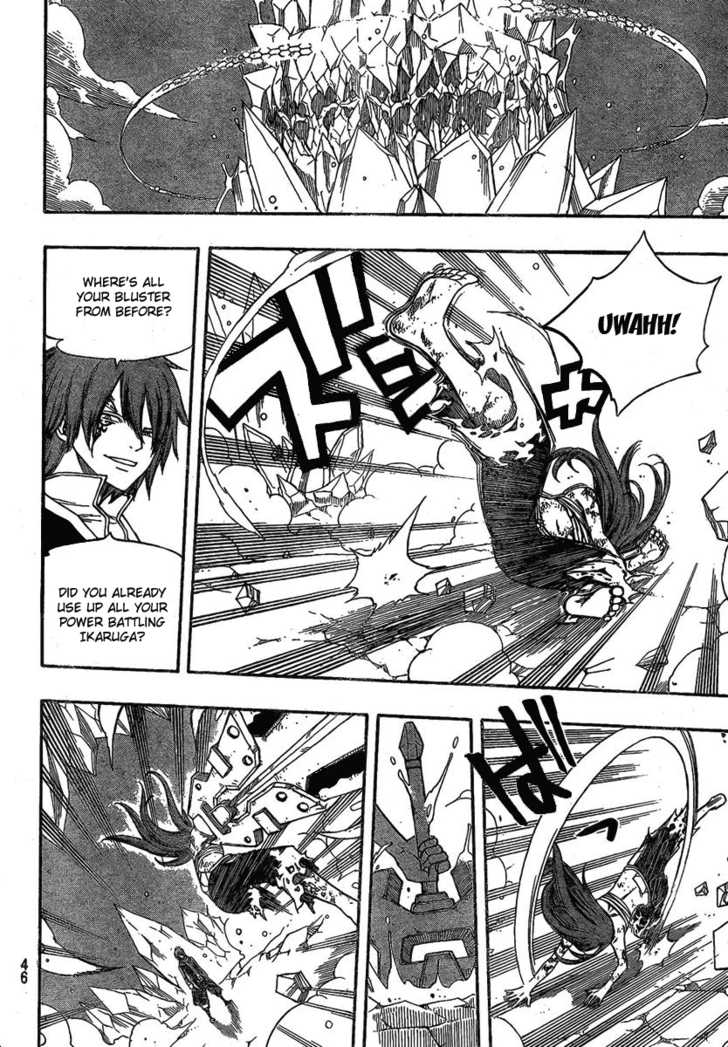 UWAHH!
WHERE'S ALL
YOUR BLUSTER
FROM BEFORE?
DID YOU ALREADY
USE UP ALL YOUR
POWER BATTLING
IKARUGA?
46